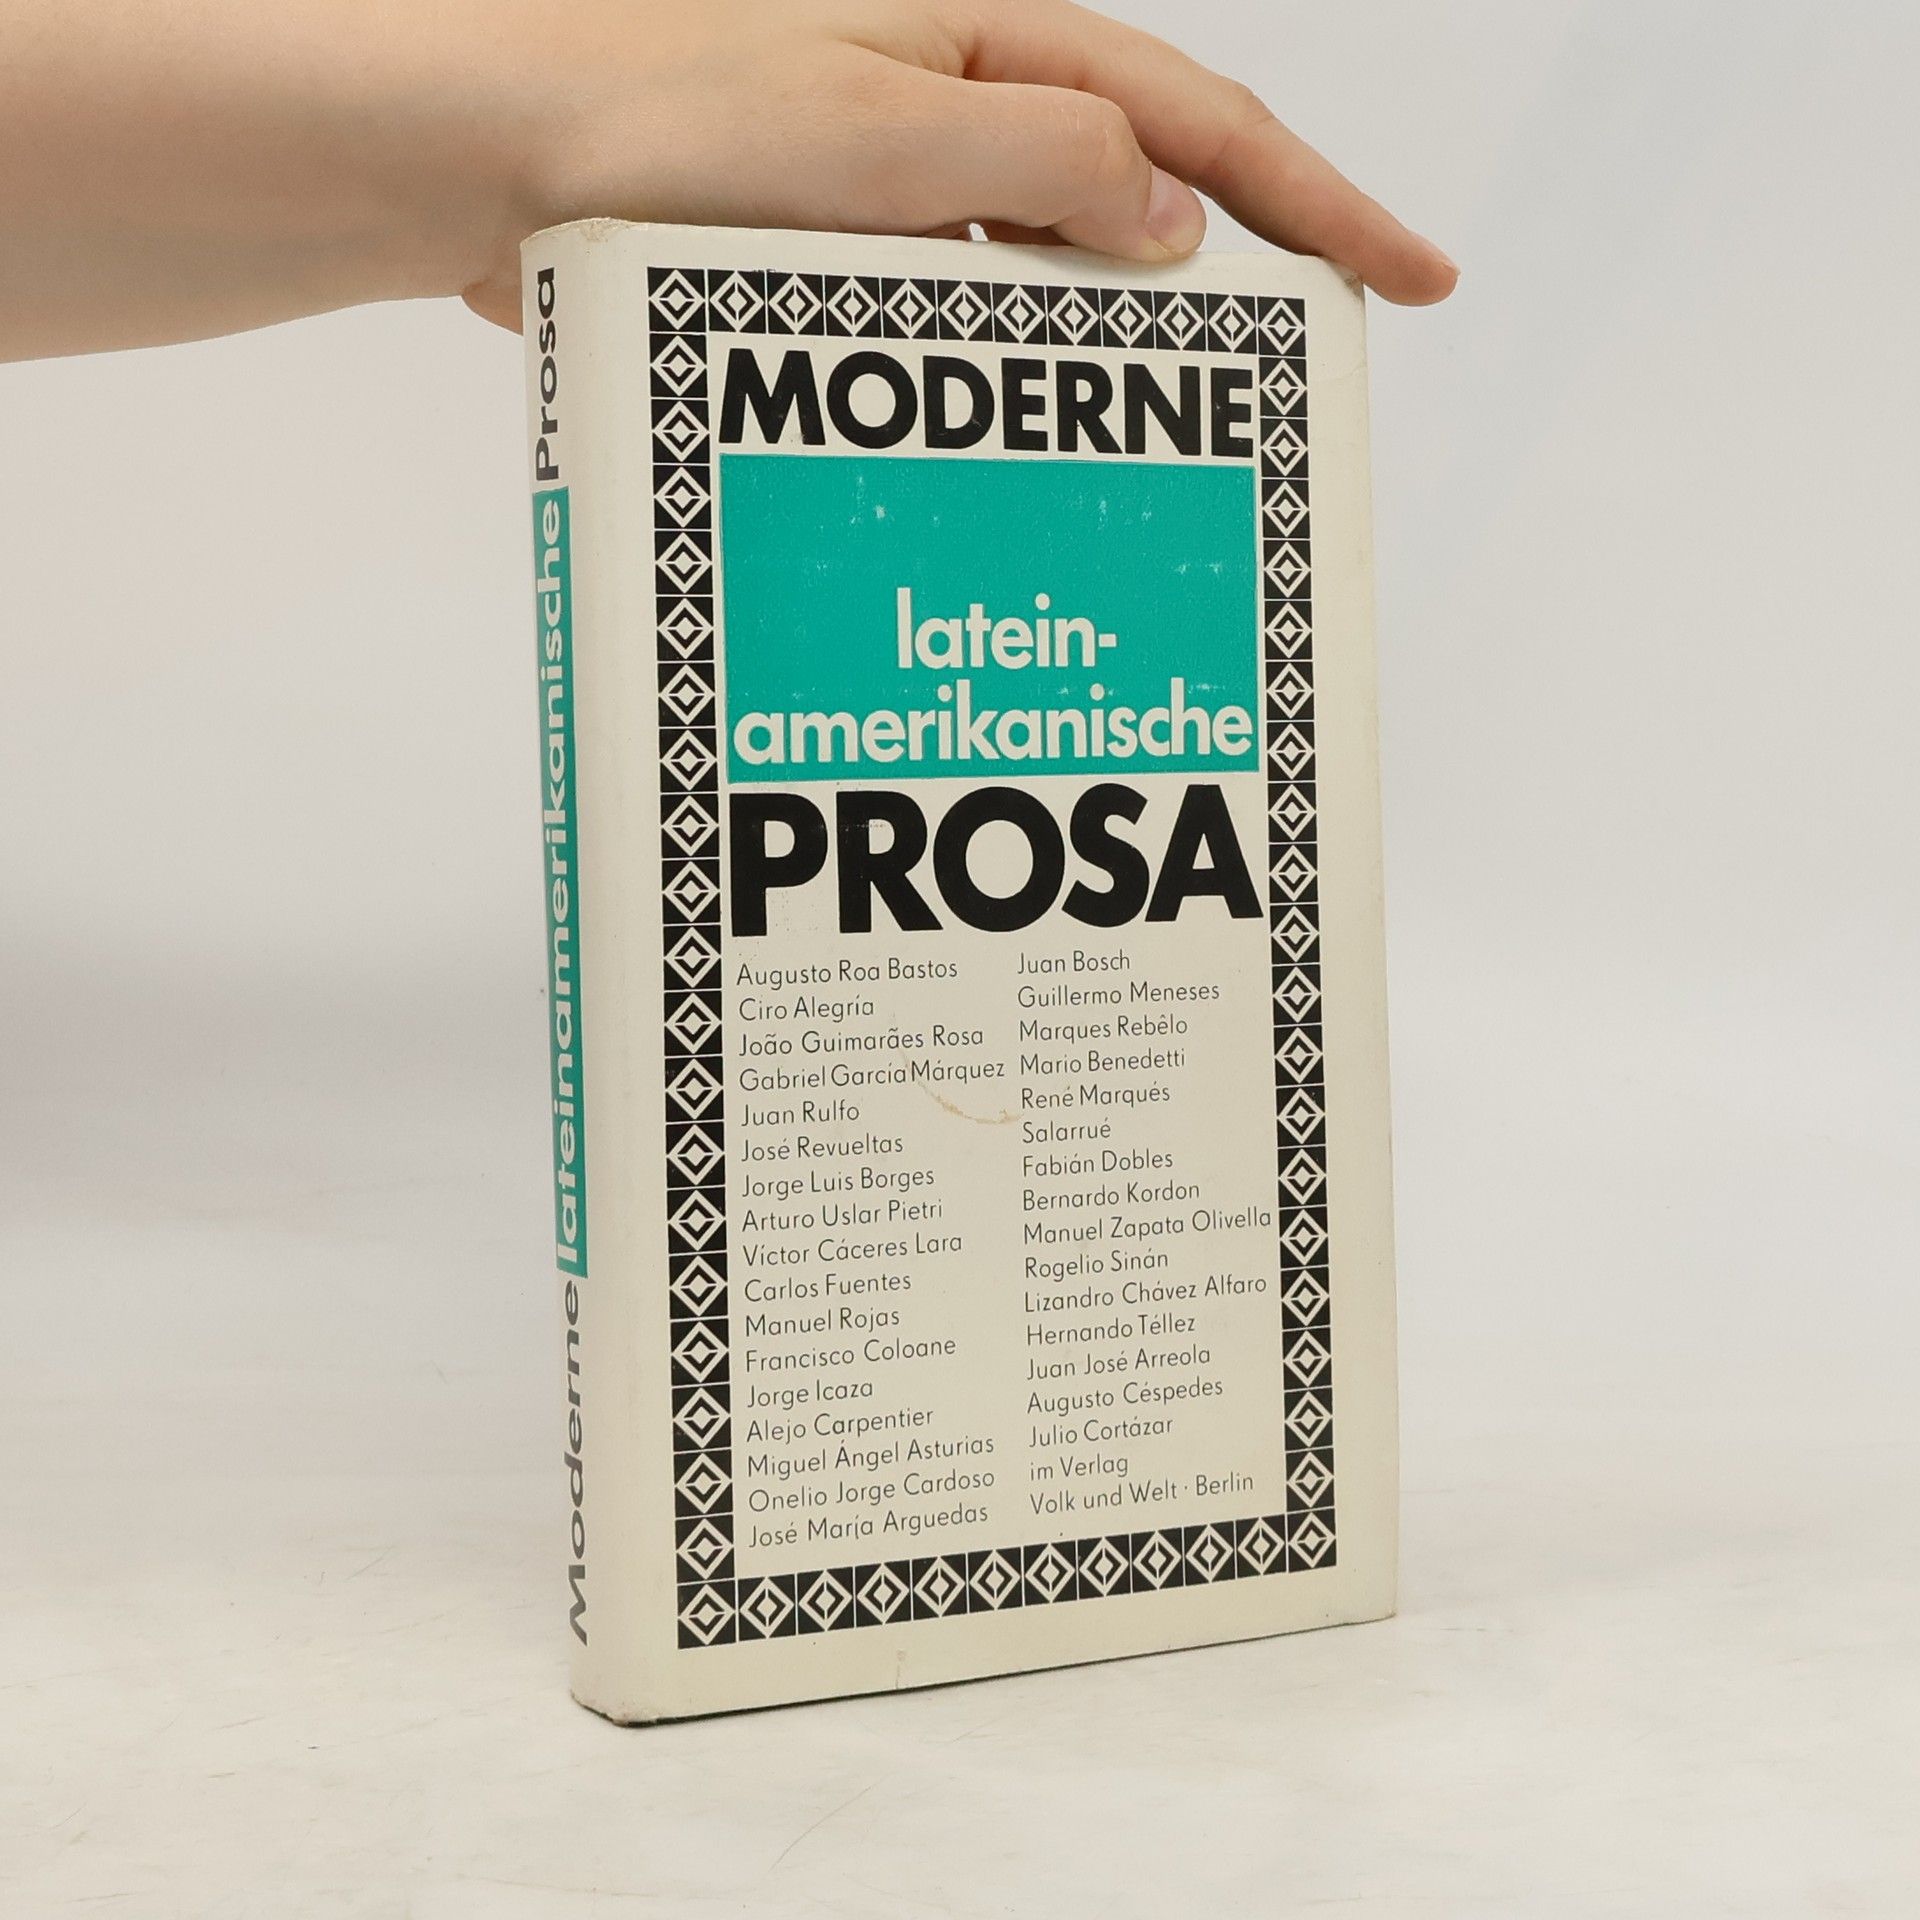 Moderne lateinamerikanische Prosa
MODERNE
latein-
amerikanische
PROSA
Augusto Roa Bastos
Ciro Alegría
João Guimarães Rosa
Gabriel García Márquez
Juan Rulfo
José Revueltas
Jorge Luis Borges
Arturo Uslar Pietri
Víctor Cáceres Lara
Carlos Fuentes
Manuel Rojas
Francisco Coloane
Jorge Icaza
Alejo Carpentier
Miguel Ángel Asturias
Onelio Jorge Cardoso
José María Arguedas
Juan Bosch
Guillermo Meneses
Marques Rebêlo
Mario Benedetti
René Marqués
Salarrué
Fabián Dobles
Bernardo Kordon
Manuel Zapata Olivella
Rogelio Sinán
Lizandro Chávez Alfaro
Hernando Téllez
Juan José Arreola
Augusto Céspedes
Julio Cortázar
im Verlag
Volk und Welt · Berlin